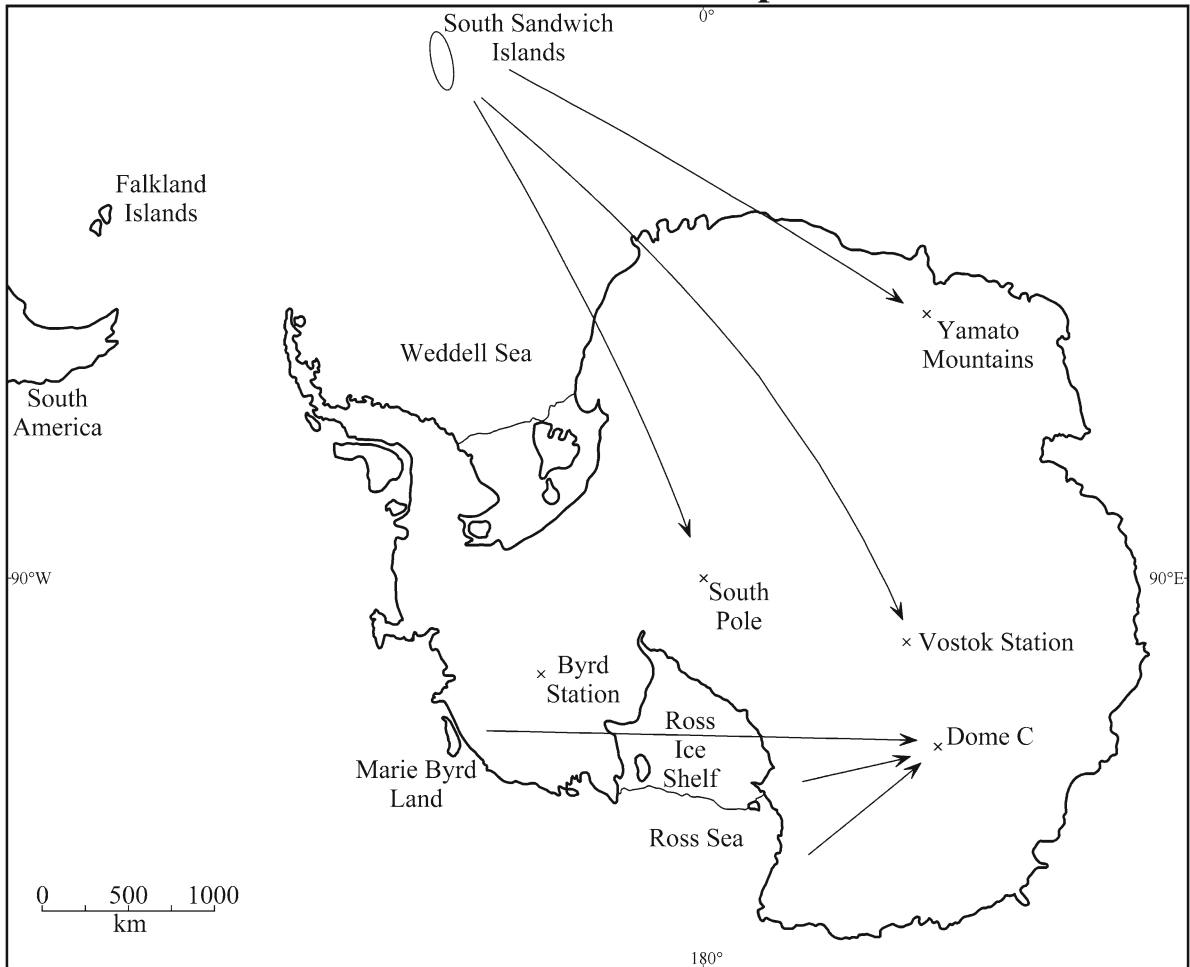 0°
South Sandwich
Islands
Falkland
Islands
Weddell Sea
Yamato
Mountains
South
America
90°W
90°E
South
Pole
Vostok Station
Byrd
Station
Ross
Ice
Shelf
Dome C
Marie Byrd
Land
Ross Sea
0 500 1000
km
180°